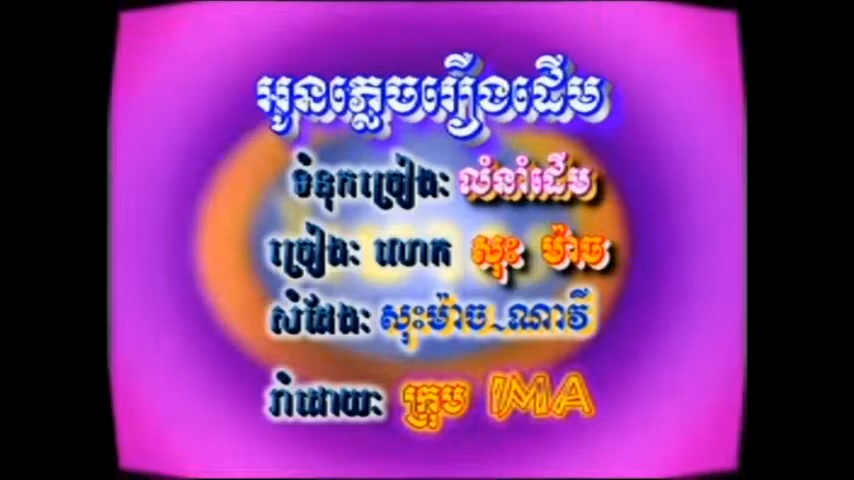 អូនភ្លេចរឿងដើម
ទំនុកច្រៀងៈ លំនាំដើម
ច្រៀងៈ លោក ស៊ុះ ម៉ាច
សំដែងៈ ស៊ុះម៉ាច_ណាវី
រាំដោយៈ ក្រុម IMA